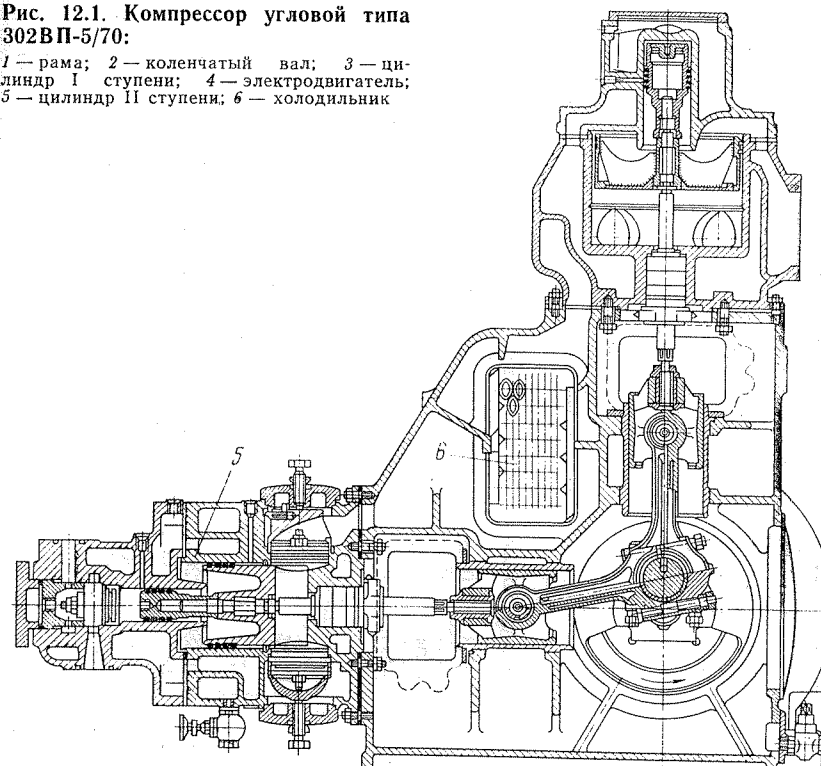 Рис. 12.1. Компрессор угловой типа
302ВП-5/70:
1 — рама; 2 — коленчатый вал; 3 — ци-
линдр I ступени; 4 — электродвигатель;
5 — цилиндр II ступени; 6 — холодильник
5
6